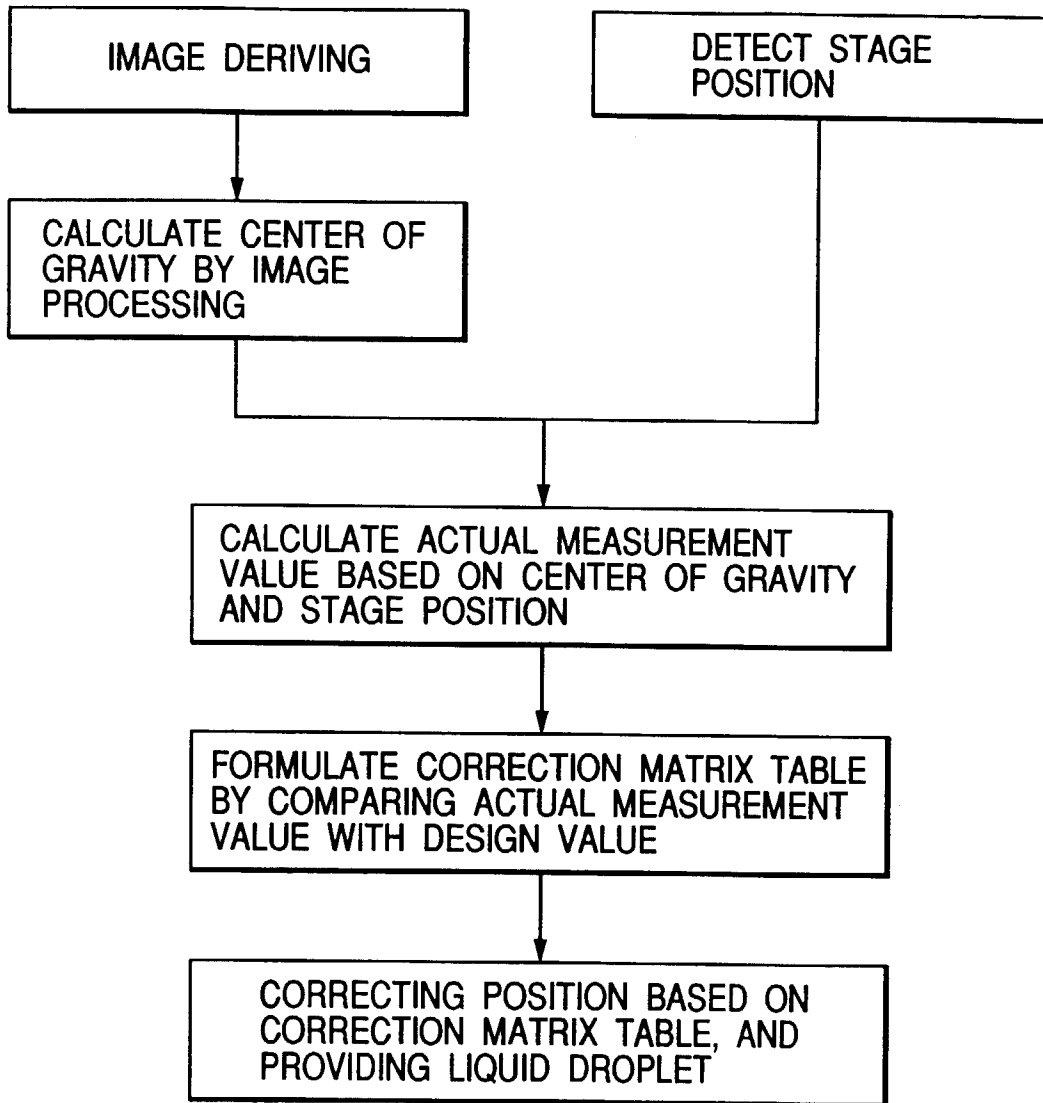 IMAGE DERIVING
DETECT STAGE
POSITION
CALCULATE CENTER OF
GRAVITY BY IMAGE
PROCESSING
CALCULATE ACTUAL MEASUREMENT
VALUE BASED ON CENTER OF GRAVITY
AND STAGE POSITION
FORMULATE CORRECTION MATRIX TABLE
BY COMPARING ACTUAL MEASUREMENT
VALUE WITH DESIGN VALUE
CORRECTING POSITION BASED ON
CORRECTION MATRIX TABLE, AND
PROVIDING LIQUID DROPLET